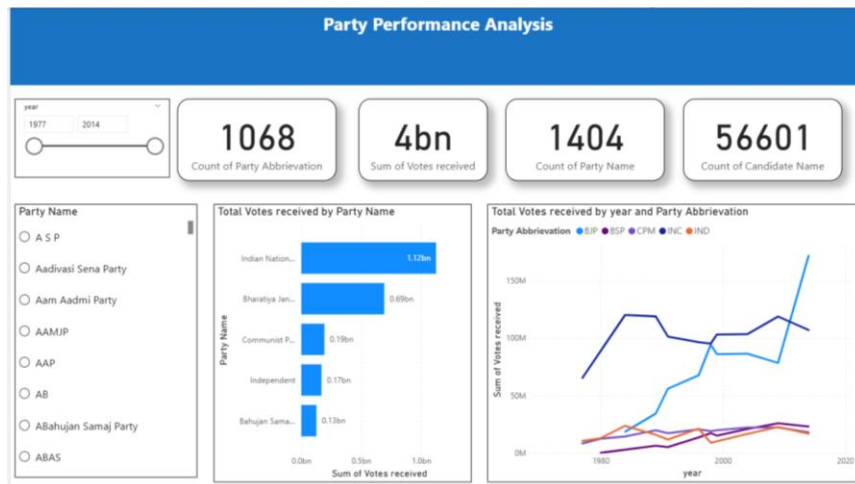 Party Performance Analysis
year
1977 2014
1068
Count of Party Abbrievation
4bn
Sum of Votes received
1404
Count of Party Name
56601
Count of Candidate Name
Party Name
A S P
Aadivasi Sena Party
Aam Aadmi Party
AAMJP
AAP
AB
ABahujan Samaj Party
ABAS
Total Votes received by Party Name
Party Name
Indian Nation... 1.12bn
Bharatiya Jan... 0.69bn
Communist P... 0.19bn
Independent 0.17bn
Bahujan Sama... 0.13bn
0.0bn 0.5bn 1.0bn
Sum of Votes received
Total Votes received by year and Party Abbrievation
Party Abbrievation BJP BSP CPM INC IND
Sum of Votes received
150M
100M
50M
0M
1980 2000 2020
year